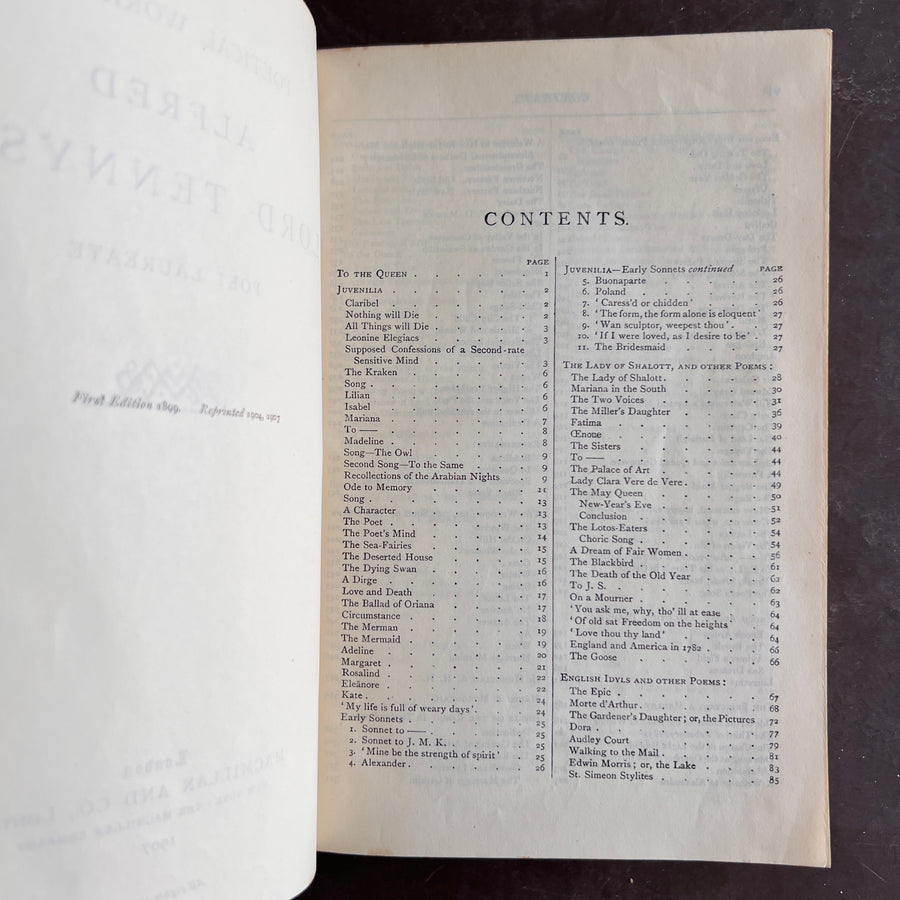 First Edition 1899. Reprinted 1904, 1907
CONTENTS.
PAGE
TO THE QUEEN . . . . . . 1
JUVENILIA . . . . . . . 2
Claribel . . . . . . . 2
Nothing will Die . . . . . 2
All Things will Die . . . . . 3
Leonine Elegiacs . . . . . 3
Supposed Confessions of a Second-rate
Sensitive Mind . . . . . 3
The Kraken . . . . . . 6
Song . . . . . . . . 6
Lilian . . . . . . . 6
Isabel . . . . . . . 6
Mariana . . . . . . . 7
To —— . . . . . . . 8
Madeline . . . . . . . 8
Song—The Owl . . . . . 9
Second Song—To the Same . . . 9
Recollections of the Arabian Nights . . 9
Ode to Memory . . . . . 11
Song . . . . . . . . 13
A Character . . . . . . 13
The Poet . . . . . . . 13
The Poet's Mind . . . . . 14
The Sea-Fairies . . . . . 15
The Deserted House . . . . 15
The Dying Swan . . . . . 16
A Dirge . . . . . . . 16
Love and Death . . . . . 17
The Ballad of Oriana . . . . 17
Circumstance . . . . . . 18
The Merman . . . . . . 19
The Mermaid . . . . . . 19
Adeline . . . . . . . 20
Margaret . . . . . . . 21
Rosalind . . . . . . . 22
Eleänore . . . . . . . 22
Kate . . . . . . . . 24
'My life is full of weary days' . . . 24
Early Sonnets . . . . . . 25
1. Sonnet to —— . . . . . 25
2. Sonnet to J. M. K. . . . . 25
3. 'Mine be the strength of spirit' . . 25
4. Alexander . . . . . . 26
JUVENILIA—Early Sonnets continued PAGE
5. Buonaparte . . . . . 26
6. Poland . . . . . . 26
7. 'Caress'd or chidden' . . . 26
8. 'The form, the form alone is eloquent' 27
9. 'Wan sculptor, weepest thou' . . 27
10. 'If I were loved, as I desire to be' . 27
11. The Bridesmaid . . . . 27
THE LADY OF SHALOTT, AND OTHER POEMS:
The Lady of Shalott . . . . . 28
Mariana in the South . . . . 30
The Two Voices . . . . . 31
The Miller's Daughter . . . . 36
Fatima . . . . . . . 39
Œnone . . . . . . . 40
The Sisters . . . . . . 44
To —— . . . . . . . 44
The Palace of Art . . . . . 44
Lady Clara Vere de Vere . . . . 49
The May Queen . . . . . 50
New-Year's Eve . . . . . 51
Conclusion . . . . . . 52
The Lotos-Eaters . . . . . 54
Choric Song . . . . . . 54
A Dream of Fair Women . . . . 56
The Blackbird . . . . . . 61
The Death of the Old Year . . . 62
To J. S. . . . . . . . 62
On a Mourner . . . . . . 63
'You ask me, why, tho' ill at ease . . 64
'Of old sat Freedom on the heights' . 64
'Love thou thy land' . . . . 64
England and America in 1782 . . . 66
The Goose . . . . . . 66
ENGLISH IDYLS AND OTHER POEMS:
The Epic . . . . . . . 67
Morte d'Arthur . . . . . . 68
The Gardener's Daughter; or, the Pictures 72
Dora . . . . . . . . 77
Audley Court . . . . . . 79
Walking to the Mail . . . . . 81
Edwin Morris; or, the Lake . . . 83
St. Simeon Stylites . . . . . 85